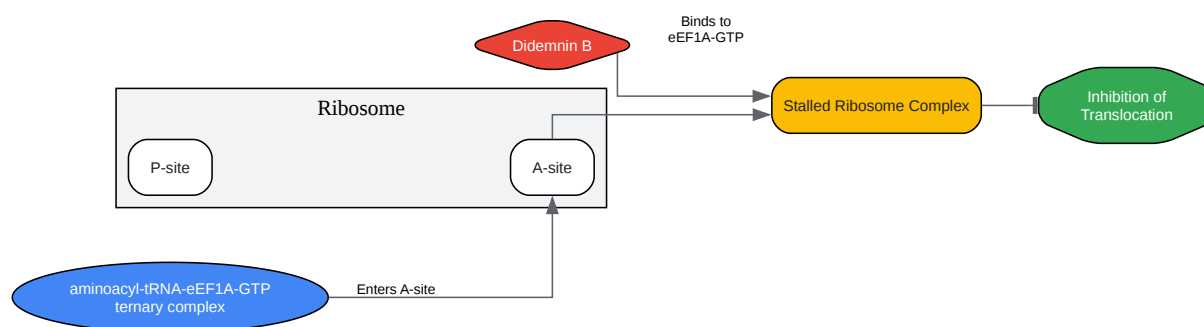 Didemnin B
Binds to
eEF1A-GTP
Ribosome
P-site
A-site
Stalled Ribosome Complex
Inhibition of
Translocation
aminoacyl-tRNA-eEF1A-GTP
ternary complex
Enters A-site